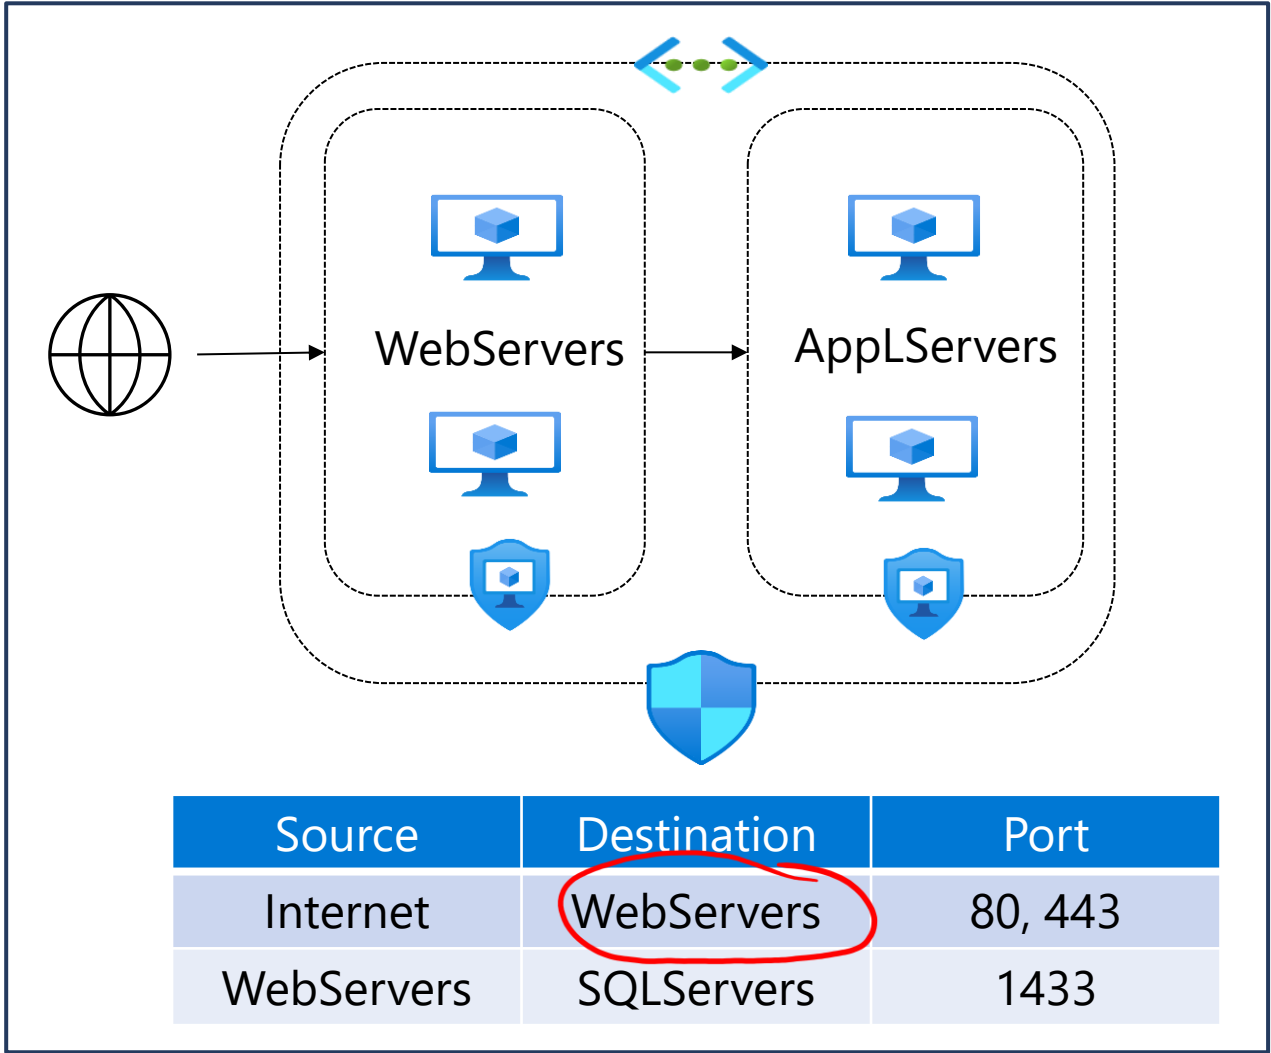 WebServers
AppLServers
Source Destination Port
Internet WebServers 80, 443
WebServers SQLServers 1433